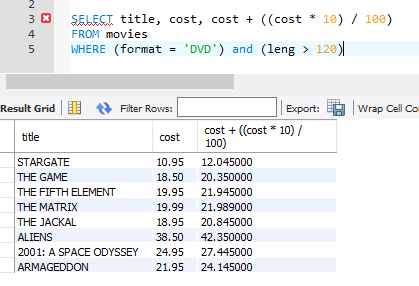 2
3 SELECT title, cost, cost + ((cost * 10) / 100)
4 FROM movies
5 WHERE (format = 'DVD') and (leng > 120)
Result Grid Filter Rows: Export: Wrap Cell Co
title cost cost + ((cost * 10) /
100)
STARGATE 10.95 12.045000
THE GAME 18.50 20.350000
THE FIFTH ELEMENT 19.95 21.945000
THE MATRIX 19.99 21.989000
THE JACKAL 18.95 20.845000
ALIENS 38.50 42.350000
2001: A SPACE ODYSSEY 24.95 27.445000
ARMAGEDDON 21.95 24.145000